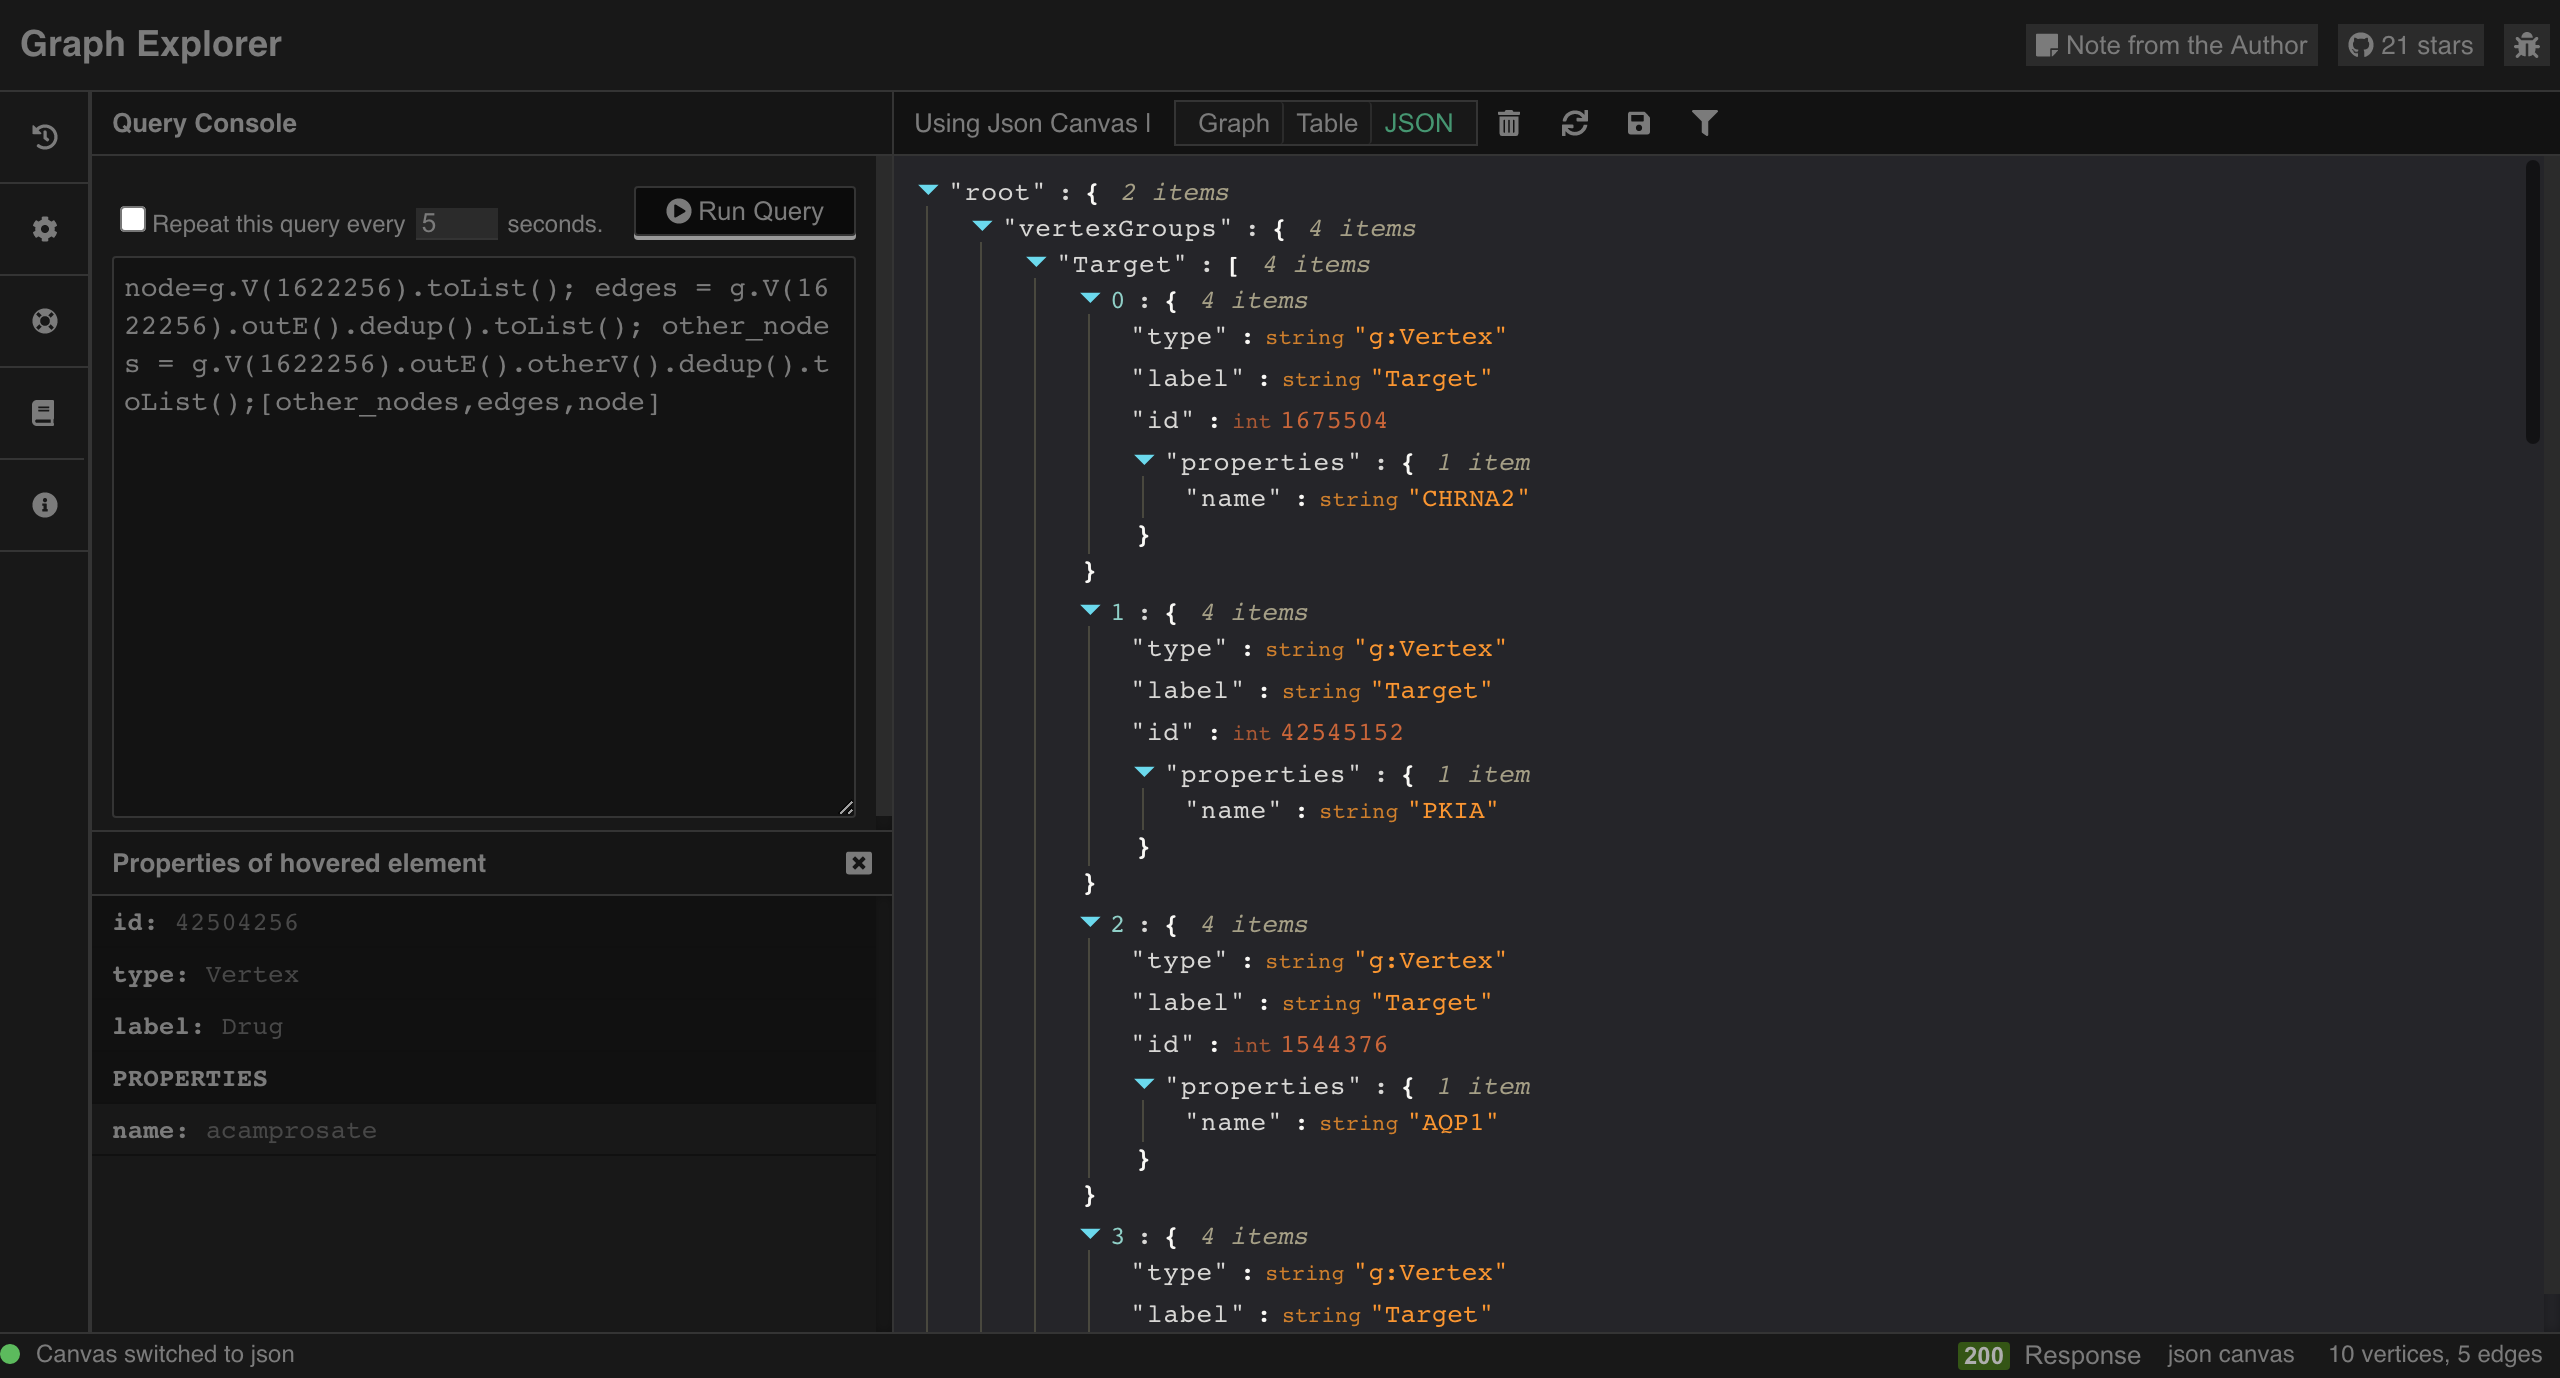 Graph Explorer
Note from the Author
21 stars
Query Console
Using Json Canvas |
Graph
Table
JSON
Repeat this query every 5 seconds.
Run Query
node=g.V(1622256).toList(); edges = g.V(16
22256).outE().dedup().toList(); other_node
s = g.V(1622256).outE().otherV().dedup().t
oList();[other_nodes,edges,node]
Properties of hovered element
id: 42504256
type: Vertex
label: Drug
PROPERTIES
name: acamprosate
"root" : { 2 items
"vertexGroups" : { 4 items
"Target" : [ 4 items
0 : { 4 items
"type" : string "g:Vertex"
"label" : string "Target"
"id" : int 1675504
"properties" : { 1 item
"name" : string "CHRNA2"
}
}
1 : { 4 items
"type" : string "g:Vertex"
"label" : string "Target"
"id" : int 42545152
"properties" : { 1 item
"name" : string "PKIA"
}
}
2 : { 4 items
"type" : string "g:Vertex"
"label" : string "Target"
"id" : int 1544376
"properties" : { 1 item
"name" : string "AQP1"
}
}
3 : { 4 items
"type" : string "g:Vertex"
"label" : string "Target"
Canvas switched to json
200 Response
json canvas
10 vertices, 5 edges